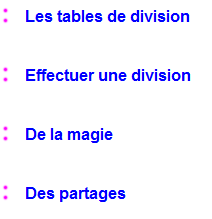 Les tables de division
Effectuer une division
De la magie
Des partages